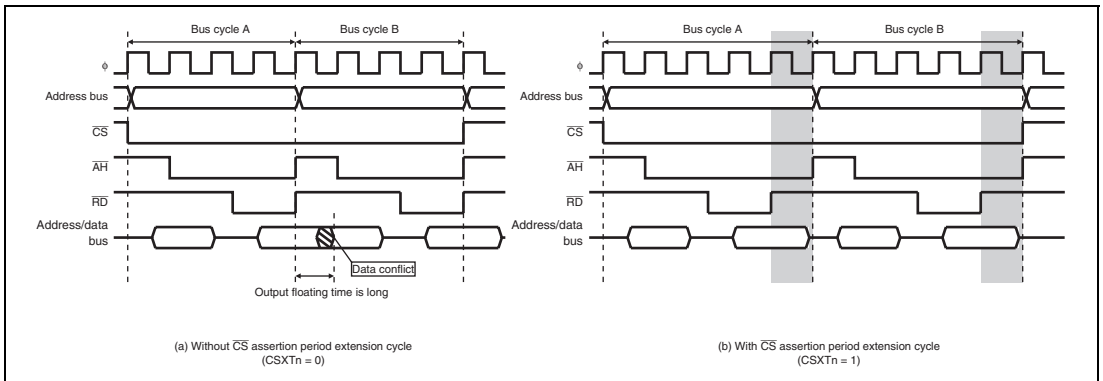 Bus cycle A
Bus cycle B
ϕ
Address bus
CS
AH
RD
Address/data
bus
Data conflict
Output floating time is long
(a) Without CS assertion period extension cycle
(CSXTn = 0)
Bus cycle A
Bus cycle B
ϕ
Address bus
CS
AH
RD
Address/data
bus
(b) With CS assertion period extension cycle
(CSXTn = 1)